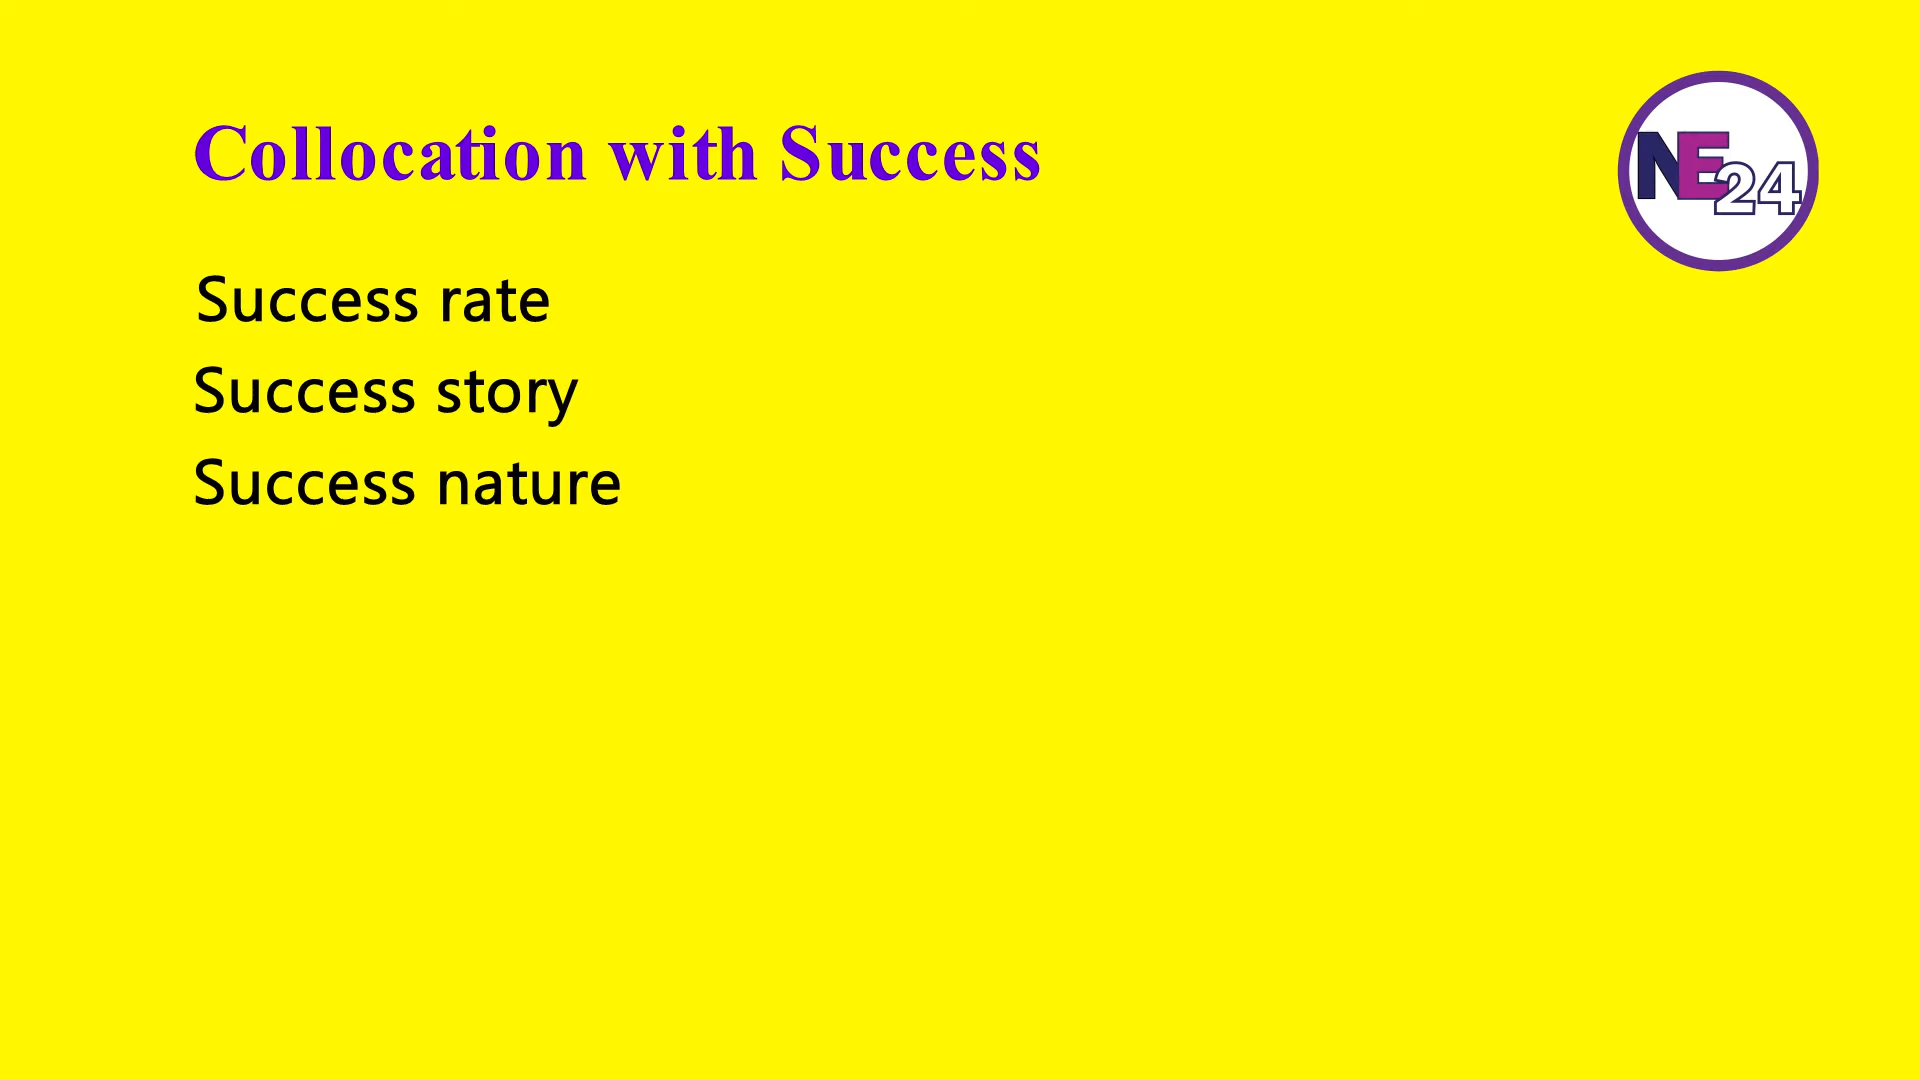 Collocation with Success
NE24
Success rate
Success story
Success nature